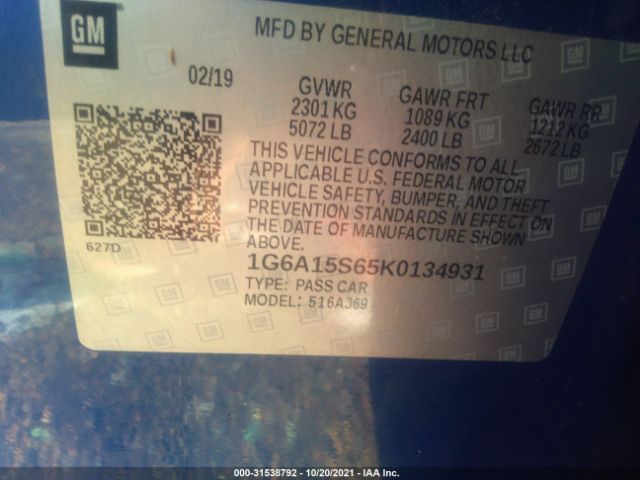 GM
MFD BY GENERAL MOTORS LLC
02/19
GVWR
2301 KG
5072 LB
GAWR FRT
1089 KG
2400 LB
GAWR RR
1212 KG
2672 LB
THIS VEHICLE CONFORMS TO ALL
APPLICABLE U.S. FEDERAL MOTOR
VEHICLE SAFETY, BUMPER, AND THEFT
PREVENTION STANDARDS IN EFFECT ON
THE DATE OF MANUFACTURE SHOWN
ABOVE.
627D
1G6A15S65K0134931
TYPE: PASS CAR
MODEL: 516AJ69
000-31538792 - 10/20/2021 - IAA Inc.